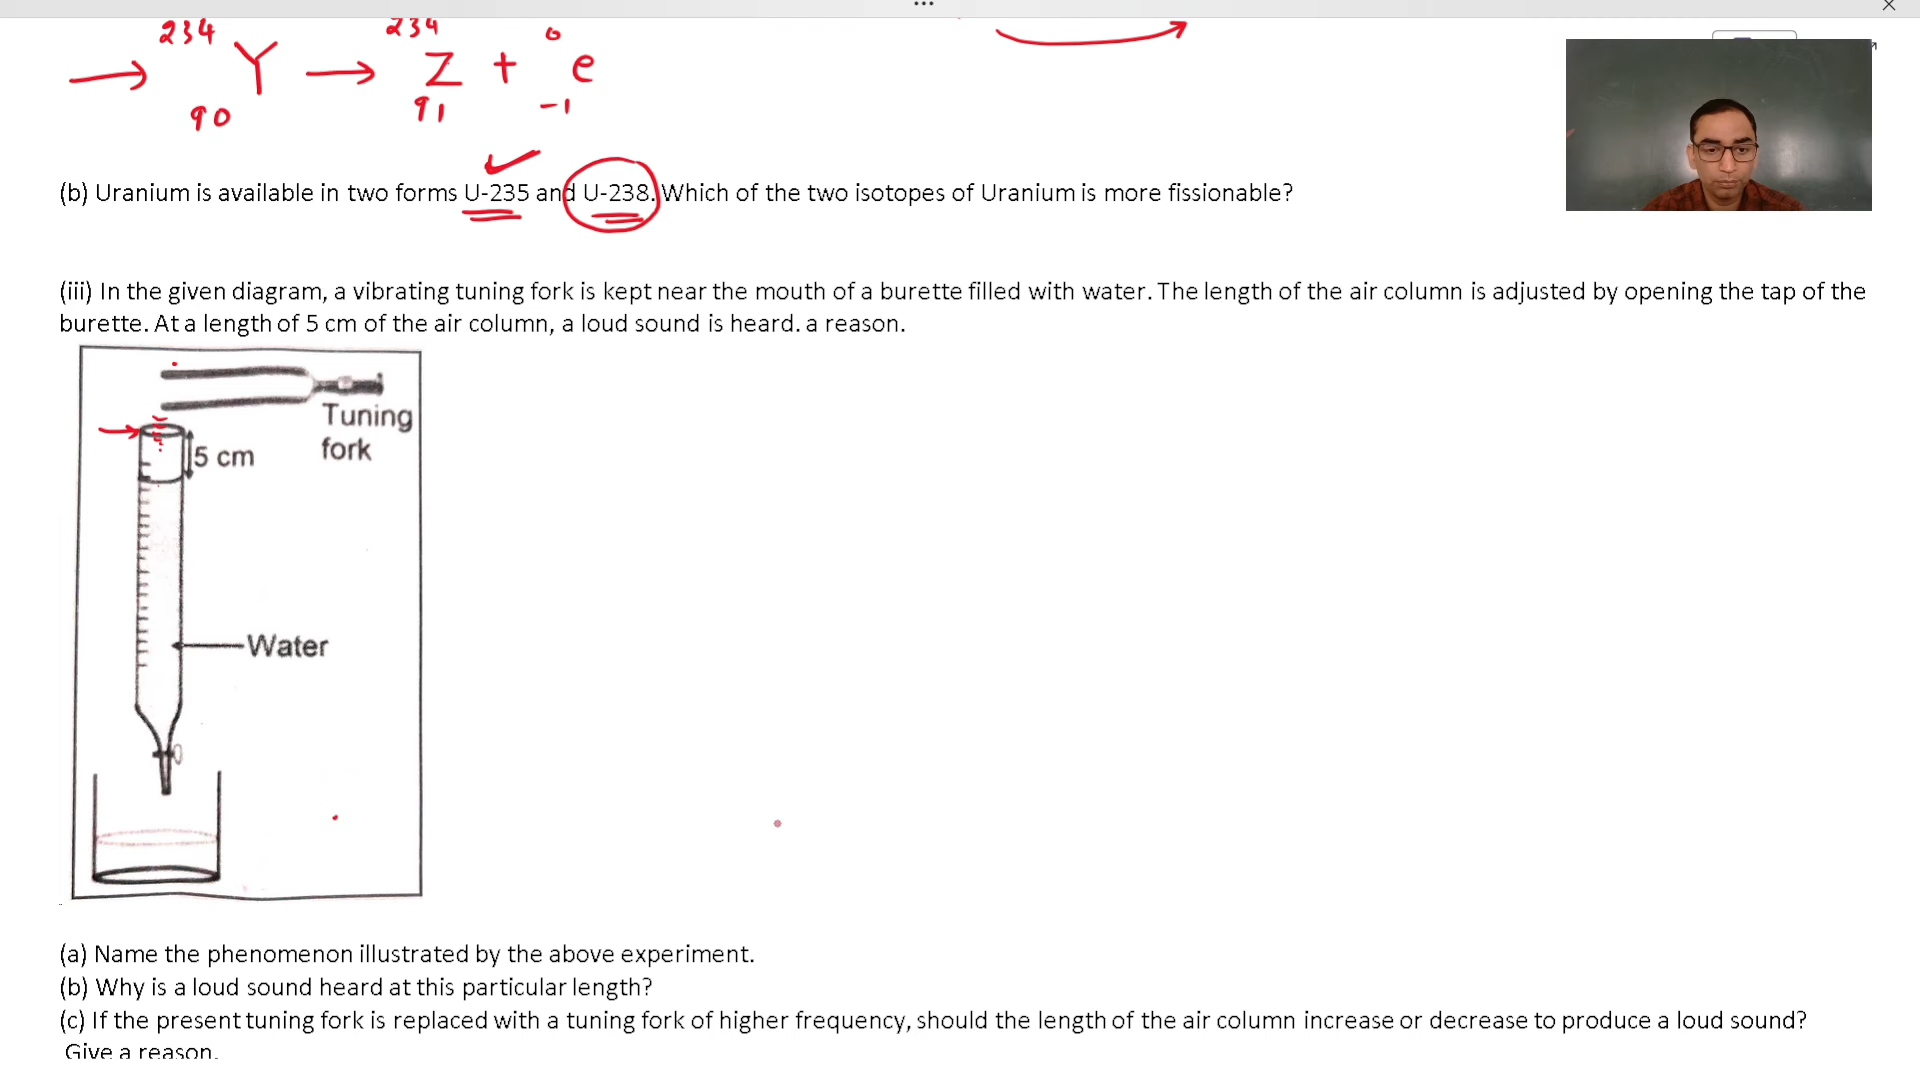 → ²³⁴₉₀Y → ²³⁴₉₁Z + ⁰₋₁e
(b) Uranium is available in two forms U-235 and U-238. Which of the two isotopes of Uranium is more fissionable?
(iii) In the given diagram, a vibrating tuning fork is kept near the mouth of a burette filled with water. The length of the air column is adjusted by opening the tap of the
burette. At a length of 5 cm of the air column, a loud sound is heard. a reason.
Tuning
fork
5 cm
Water
(a) Name the phenomenon illustrated by the above experiment.
(b) Why is a loud sound heard at this particular length?
(c) If the present tuning fork is replaced with a tuning fork of higher frequency, should the length of the air column increase or decrease to produce a loud sound?
Give a reason.